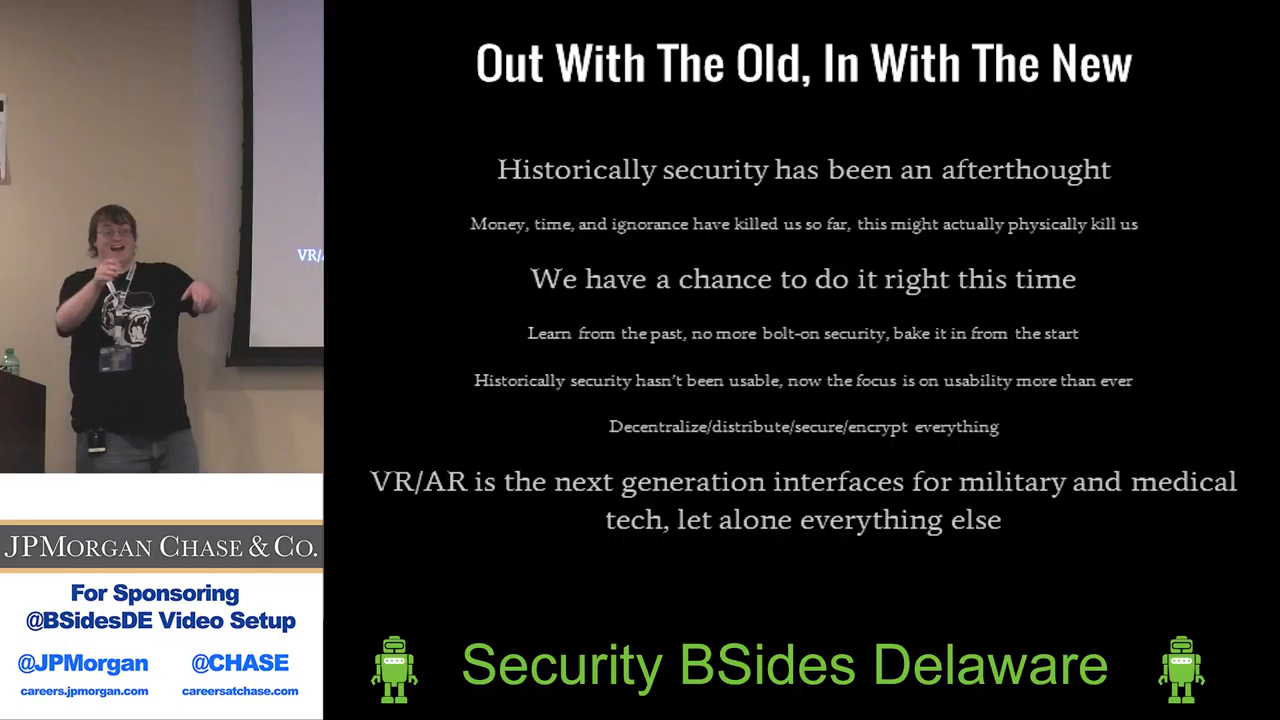 Out With The Old, In With The New
Historically security has been an afterthought
Money, time, and ignorance have killed us so far, this might actually physically kill us
We have a chance to do it right this time
Learn from the past, no more bolt-on security, bake it in from the start
Historically security hasn't been usable, now the focus is on usability more than ever
Decentralize/distribute/secure/encrypt everything
VR/AR is the next generation interfaces for military and medical
tech, let alone everything else
VR/
JPMORGAN CHASE & CO.
For Sponsoring
@BSidesDE Video Setup
@JPMorgan @CHASE
careers.jpmorgan.com careersatchase.com
Security BSides Delaware